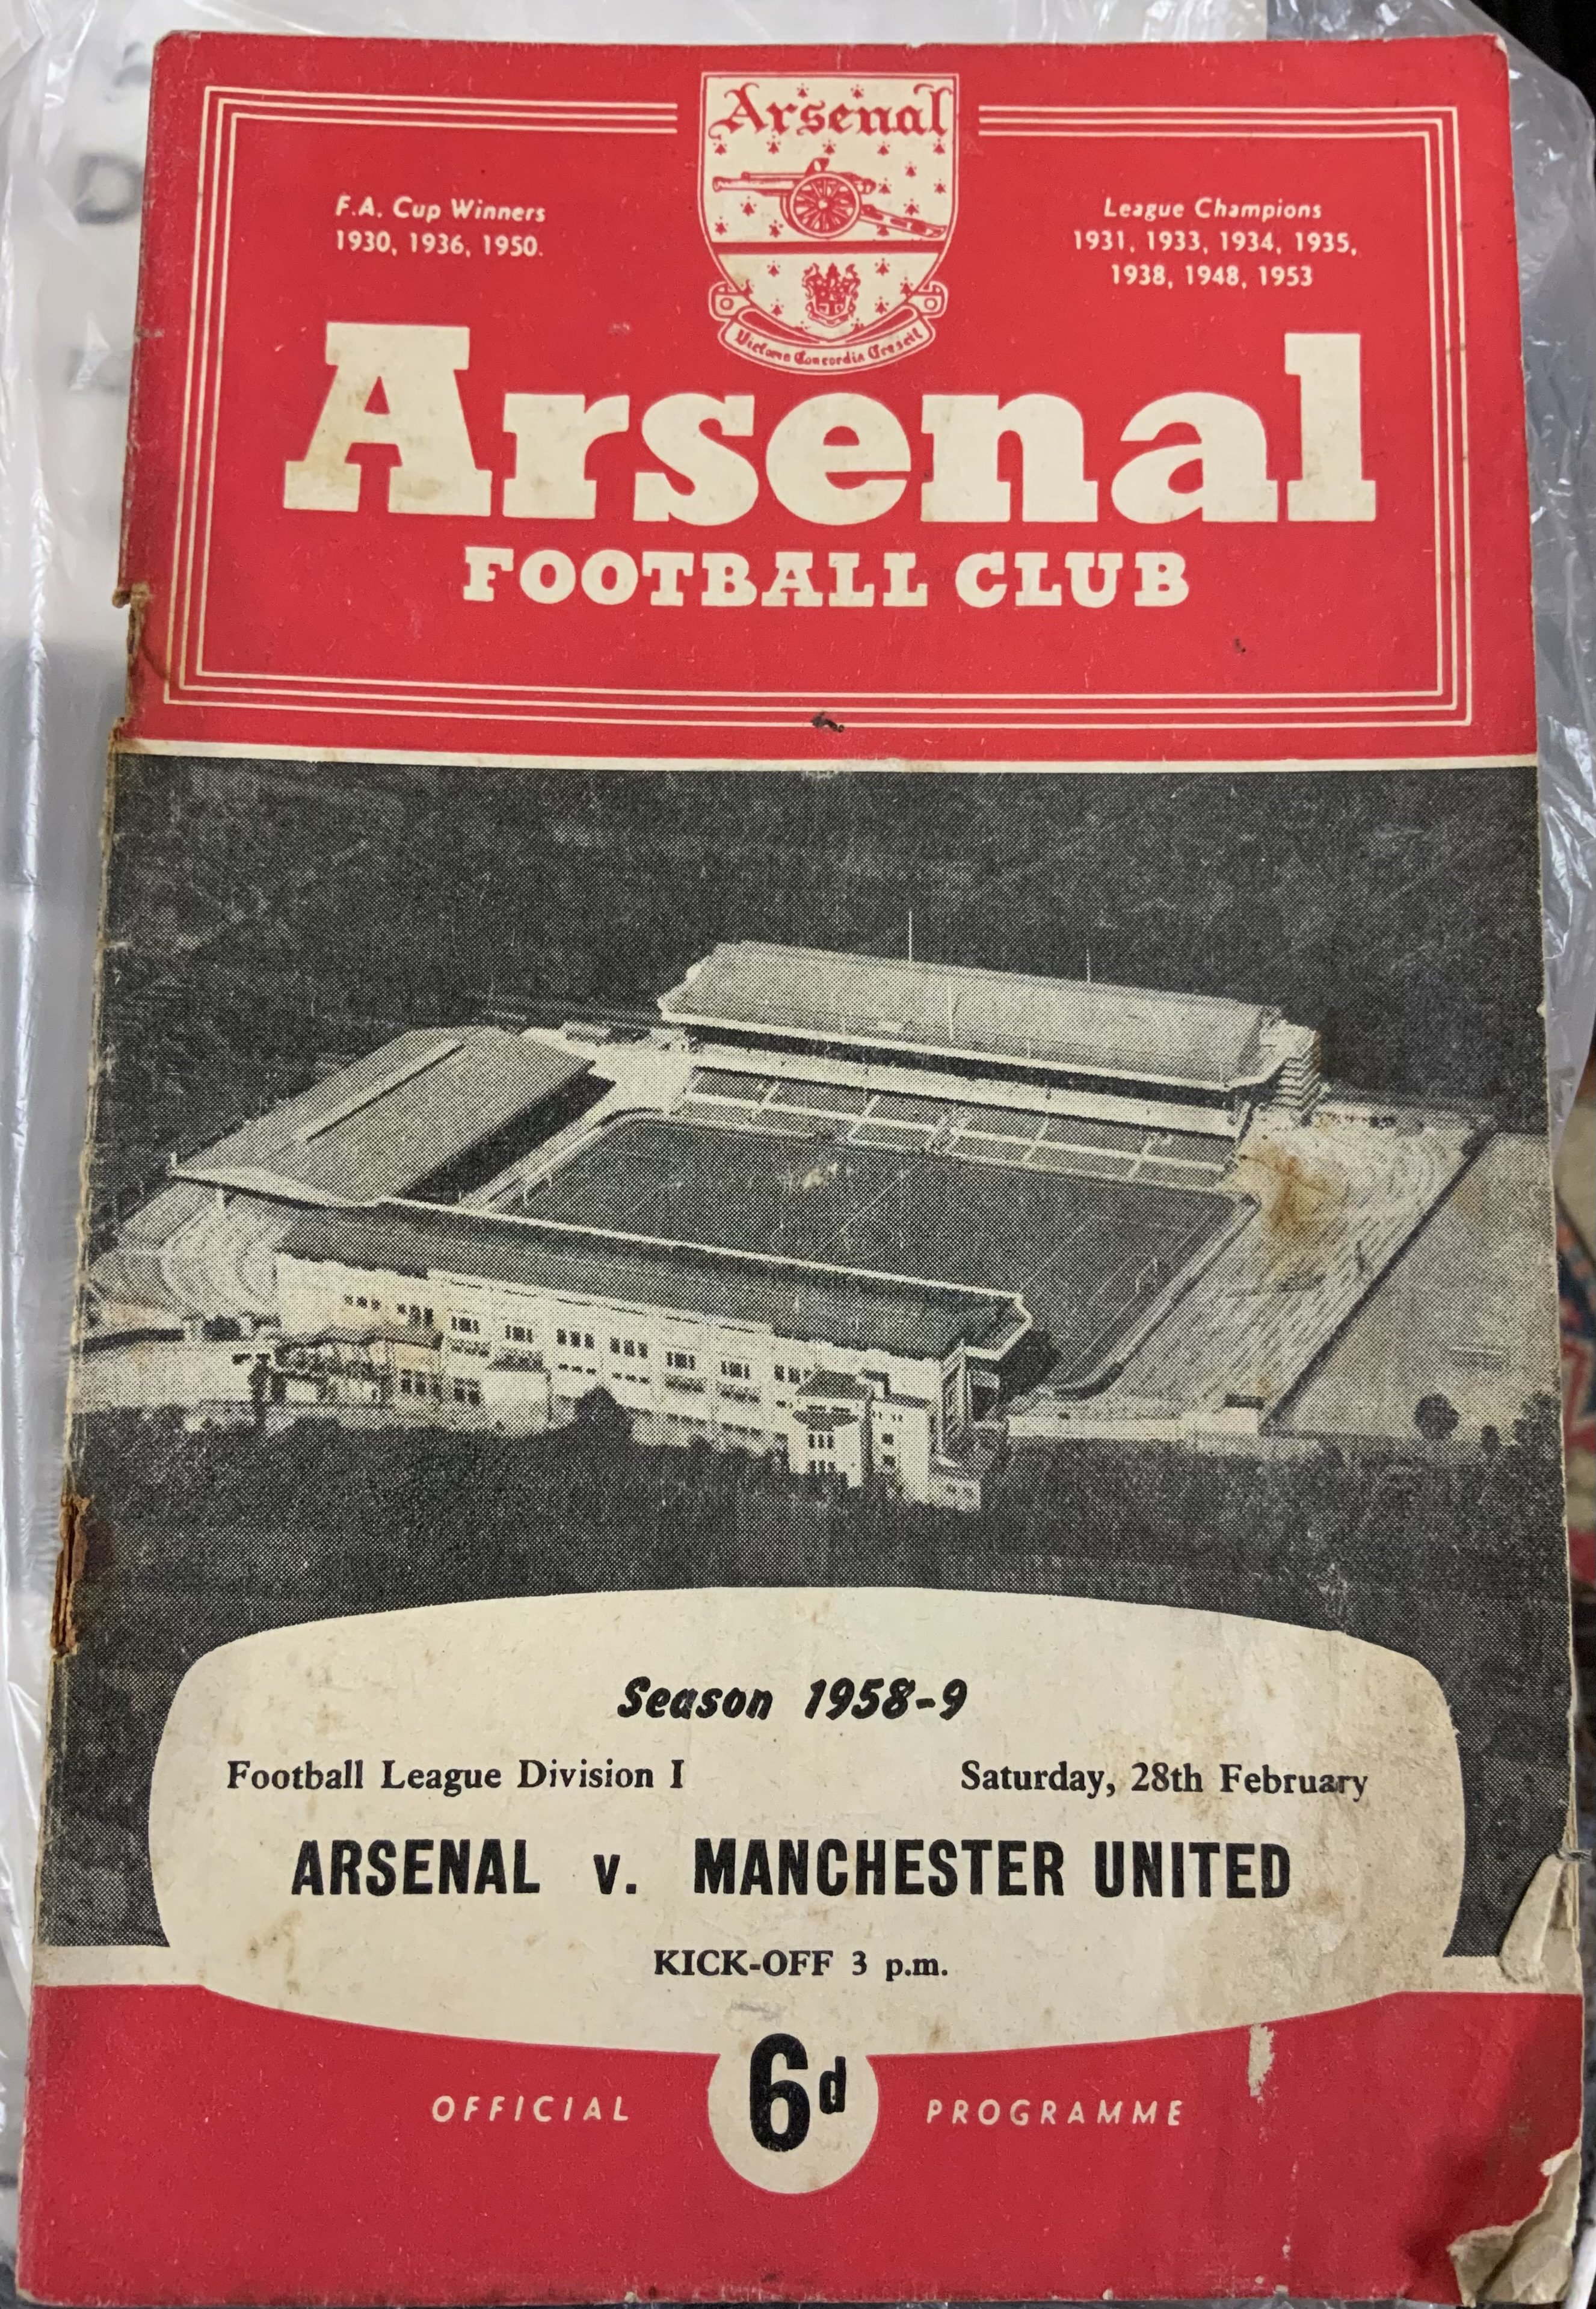 Arsenal
F.A. Cup Winners
1930, 1936, 1950.
League Champions
1931, 1933, 1934, 1935,
1938, 1948, 1953
Victoria Concordia Crescit
Arsenal
FOOTBALL CLUB
Season 1958-9
Football League Division I
Saturday, 28th February
ARSENAL v. MANCHESTER UNITED
KICK-OFF 3 p.m.
6d
OFFICIAL PROGRAMME